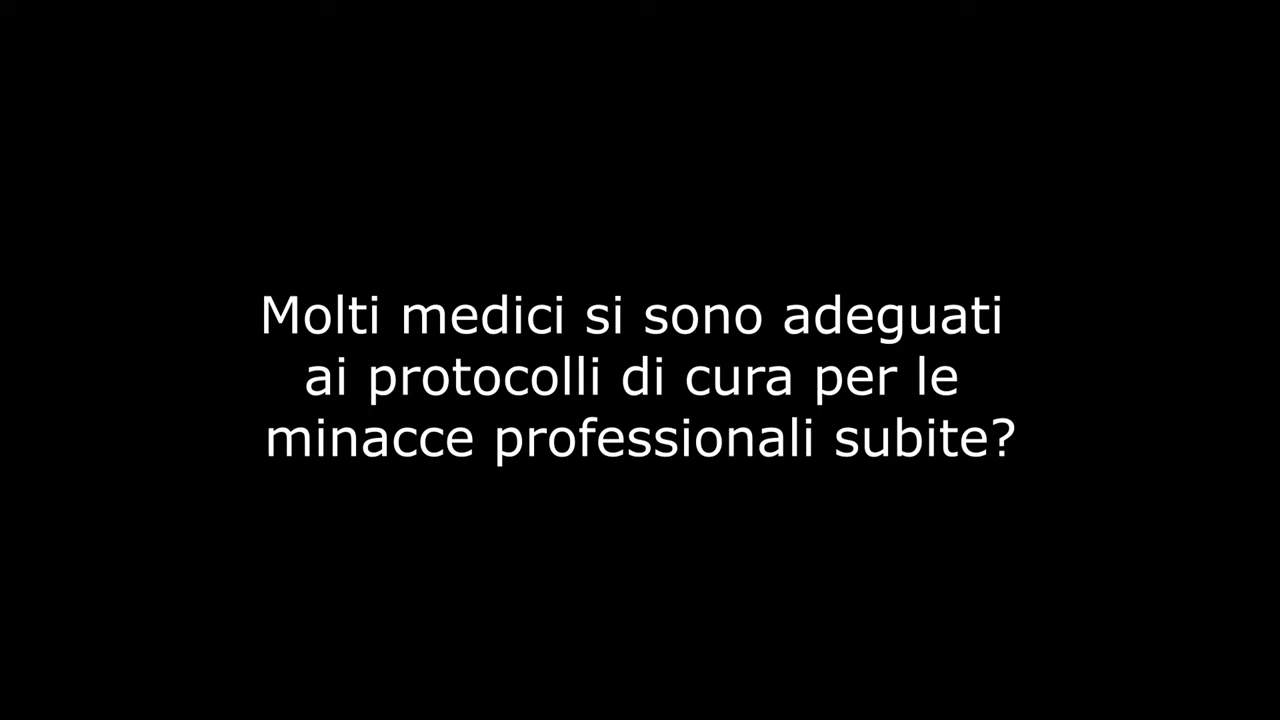 Molti medici si sono adeguati
ai protocolli di cura per le
minacce professionali subite?